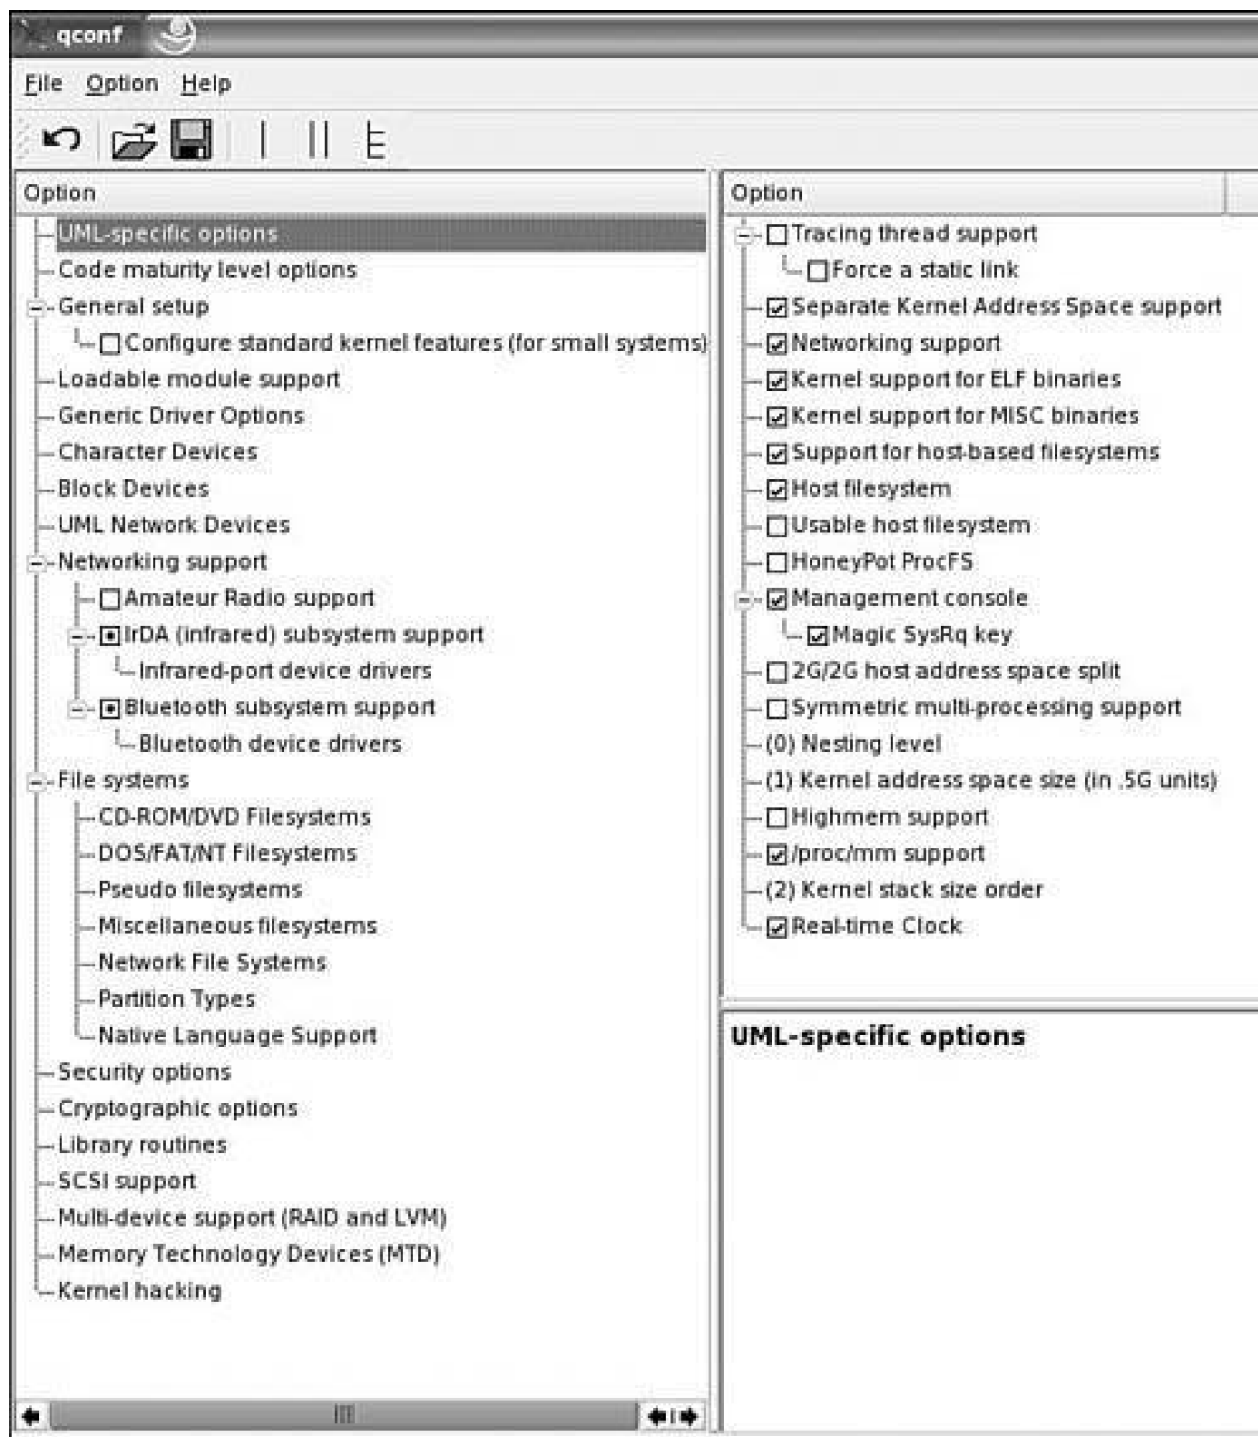 qconf
File Option Help
Option
UML-specific options
Code maturity level options
General setup
Configure standard kernel features (for small systems)
Loadable module support
Generic Driver Options
Character Devices
Block Devices
UML Network Devices
Networking support
Amateur Radio support
IrDA (infrared) subsystem support
Infrared-port device drivers
Bluetooth subsystem support
Bluetooth device drivers
File systems
CD-ROM/DVD Filesystems
DOS/FAT/NT Filesystems
Pseudo filesystems
Miscellaneous filesystems
Network File Systems
Partition Types
Native Language Support
Security options
Cryptographic options
Library routines
SCSI support
Multi-device support (RAID and LVM)
Memory Technology Devices (MTD)
Kernel hacking
Option
Tracing thread support
Force a static link
Separate Kernel Address Space support
Networking support
Kernel support for ELF binaries
Kernel support for MISC binaries
Support for host-based filesystems
Host filesystem
Usable host filesystem
HoneyPot ProcFS
Management console
Magic SysRq key
2G/2G host address space split
Symmetric multi-processing support
(0) Nesting level
(1) Kernel address space size (in .5G units)
Highmem support
/proc/mm support
(2) Kernel stack size order
Real-time Clock
UML-specific options